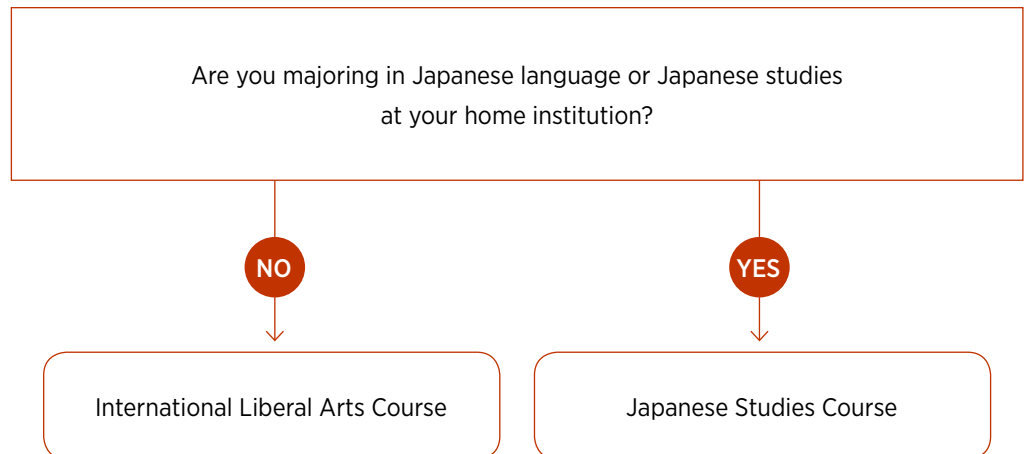 Are you majoring in Japanese language or Japanese studies
at your home institution?
NO
YES
International Liberal Arts Course
Japanese Studies Course